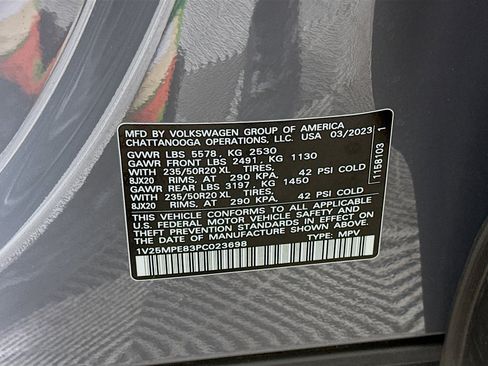 MFD BY VOLKSWAGEN GROUP OF AMERICA
CHATTANOOGA OPERATIONS, LLC. USA 03/2023
GVWR LBS 5578, KG 2530
GAWR FRONT LBS 2491, KG 1130
WITH 235/50R20 XL TIRES,
8JX20 RIMS, AT 290 KPA. 42 PSI COLD
GAWR REAR LBS 3197, KG 1450
WITH 235/50R20 XL TIRES,
8JX20 RIMS, AT 290 KPA. 42 PSI COLD
THIS VEHICLE CONFORMS TO ALL APPLICABLE
U.S. FEDERAL MOTOR VEHICLE SAFETY AND
BUMPER STANDARDS IN EFFECT ON THE DATE
OF MANUFACTURE SHOWN ABOVE.
1V25MPE83PC023698 TYPE: MPV
1158103 1